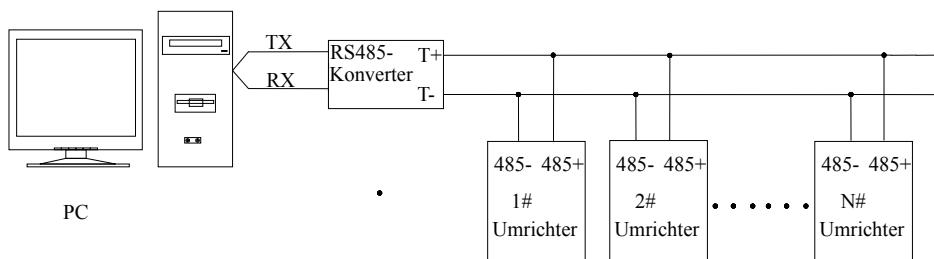 TX
RX
RS485-
Konverter
T+
T-
485- 485+
1#
Umrichter
485- 485+
2#
Umrichter
485- 485+
N#
Umrichter
PC